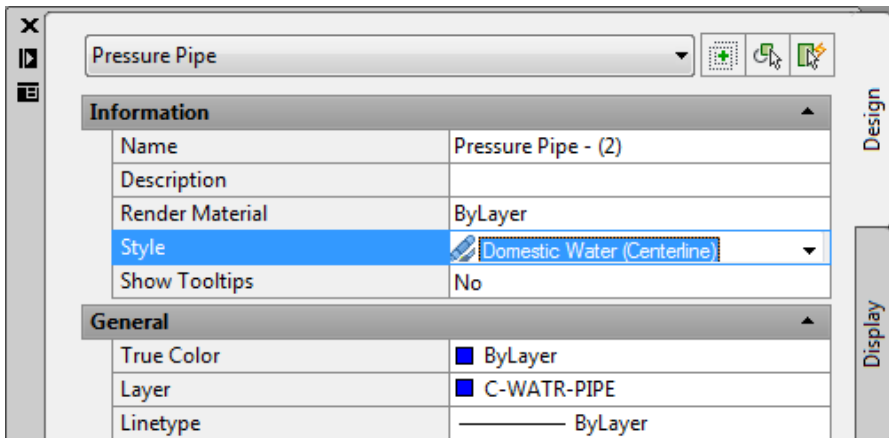 Pressure Pipe
Information
Name Pressure Pipe - (2)
Description
Render Material ByLayer
Style Domestic Water (Centerline)
Show Tooltips No
General
True Color ByLayer
Layer C-WATR-PIPE
Linetype ByLayer
Design
Display